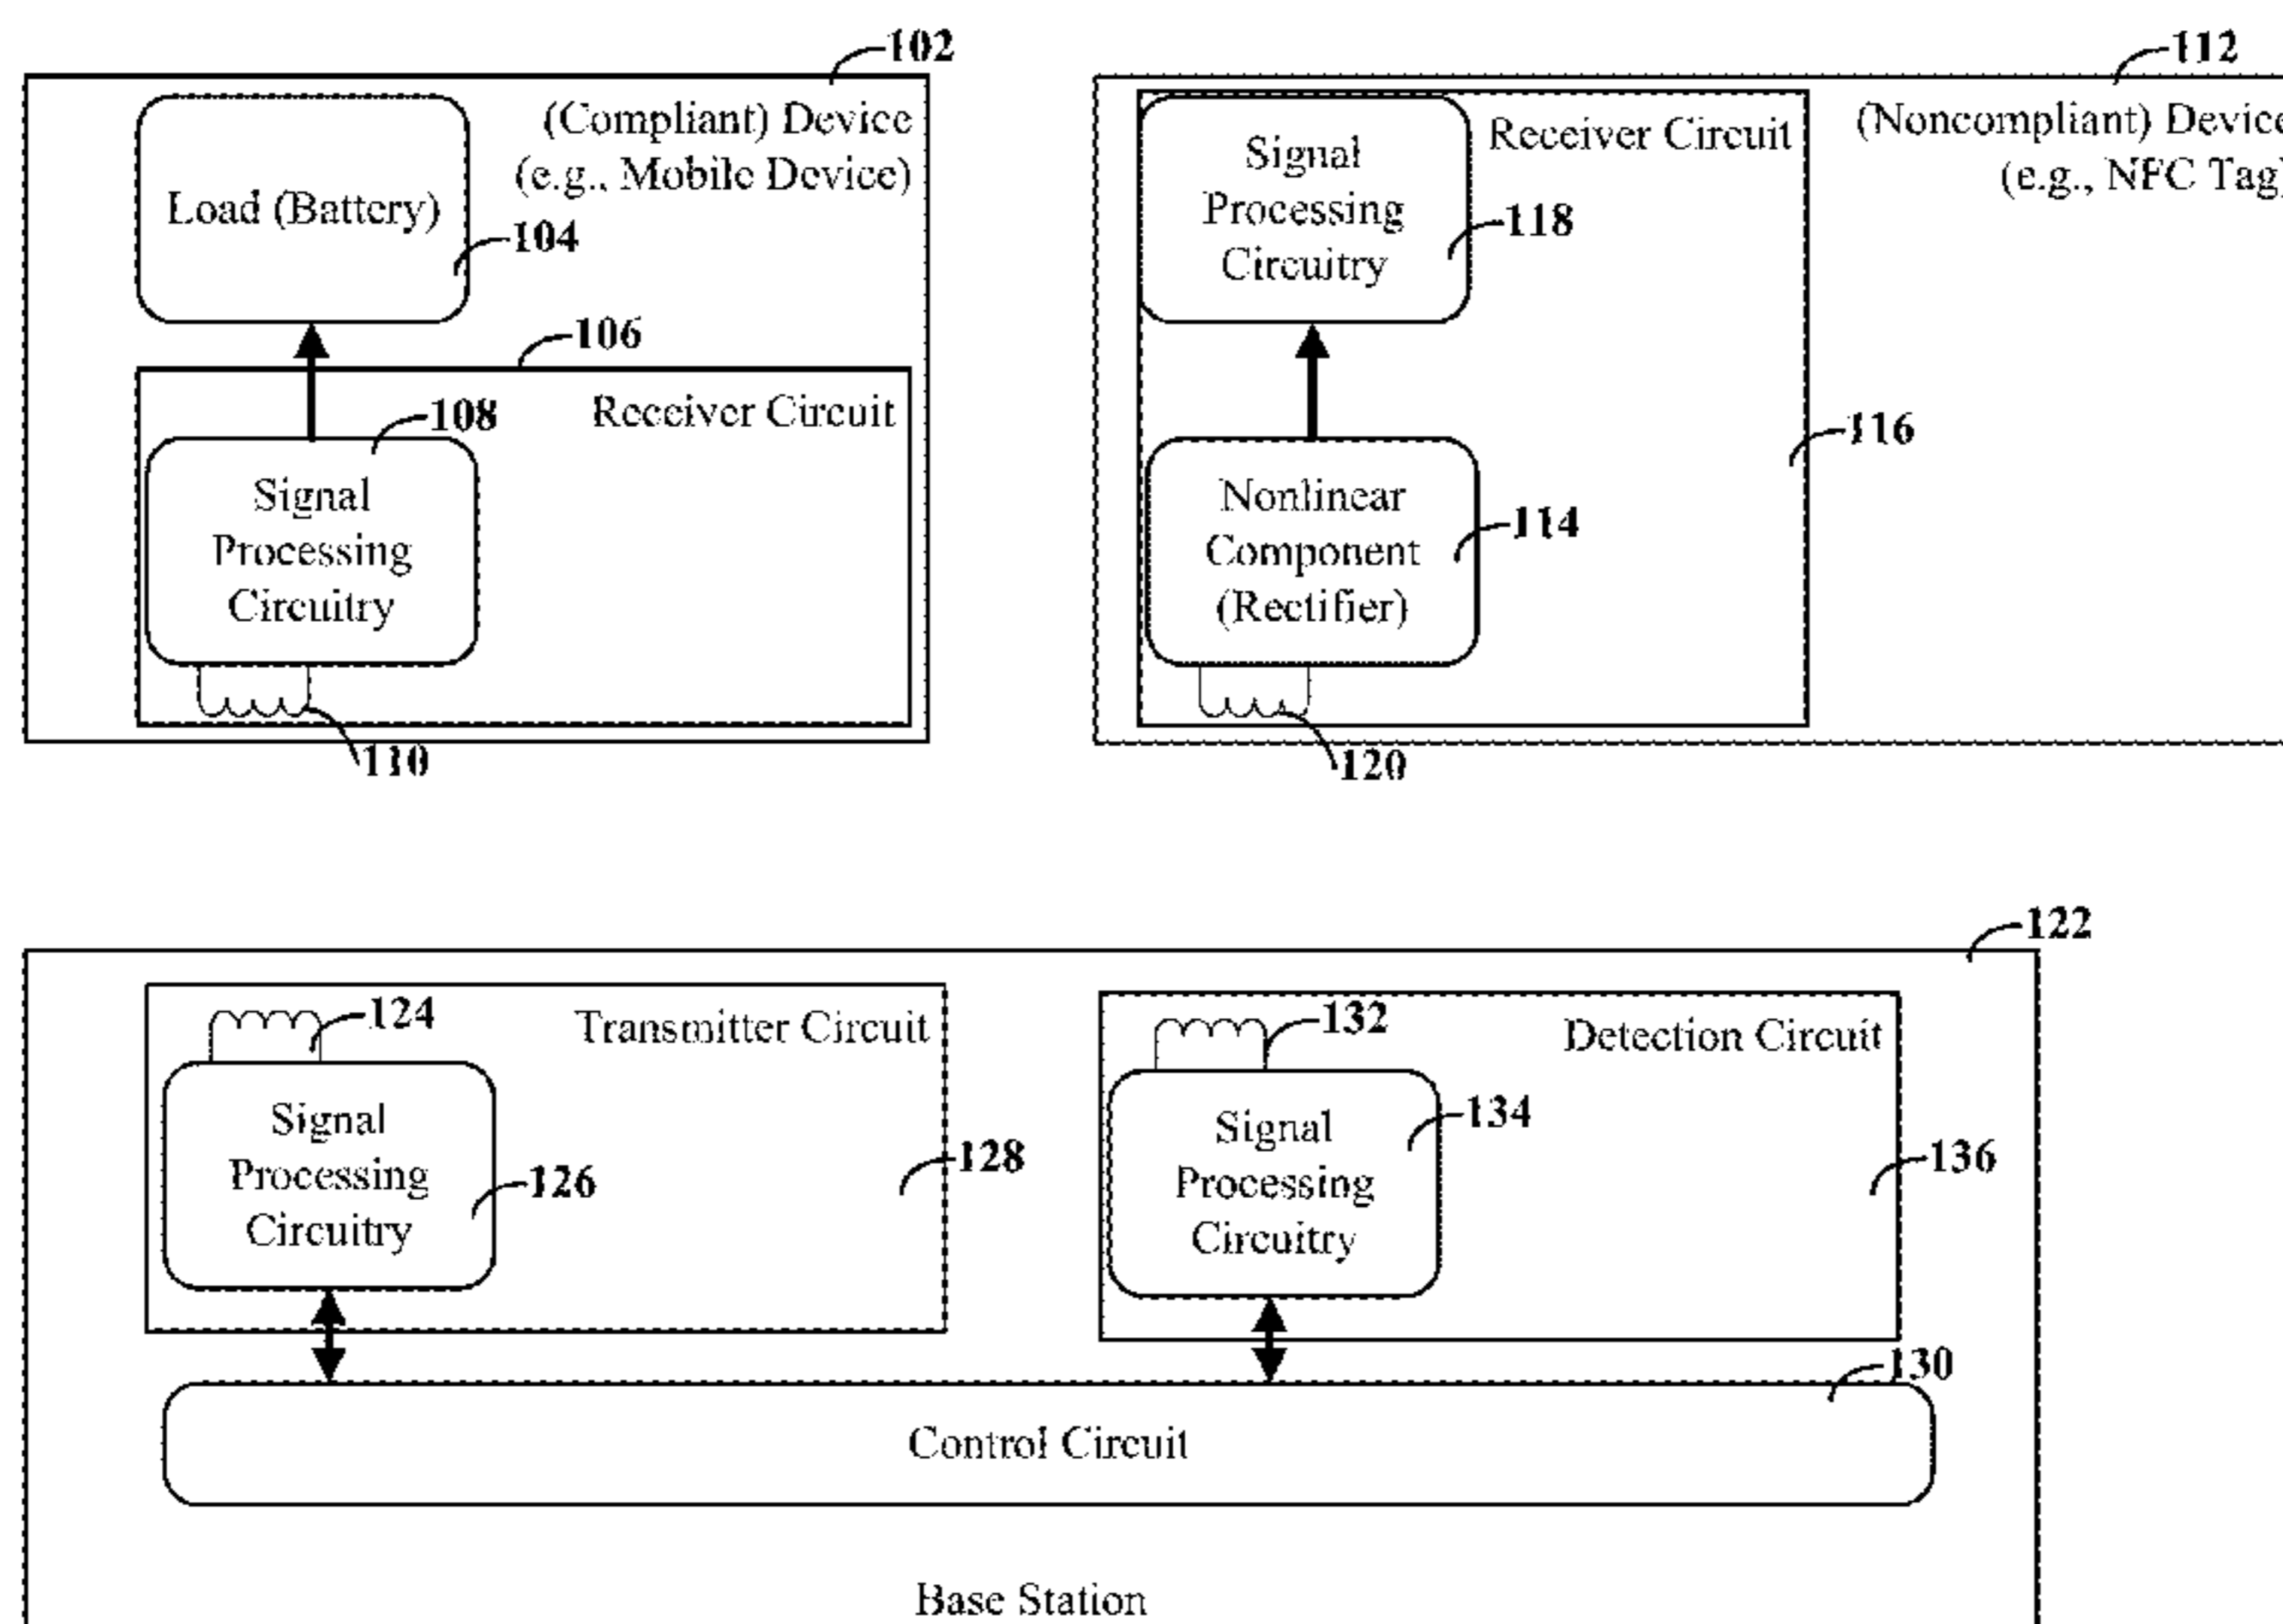 102
(Compliant) Device
(e.g., Mobile Device)
Load (Battery)
104
106
Receiver Circuit
108
Signal
Processing
Circuitry
110
112
(Noncompliant) Device
(e.g., NFC Tag)
Receiver Circuit
Signal
Processing
Circuitry
118
116
Nonlinear
Component
(Rectifier)
114
120
122
124
Transmitter Circuit
Signal
Processing
Circuitry
126
128
132
Detection Circuit
Signal
Processing
Circuitry
134
136
130
Control Circuit
Base Station